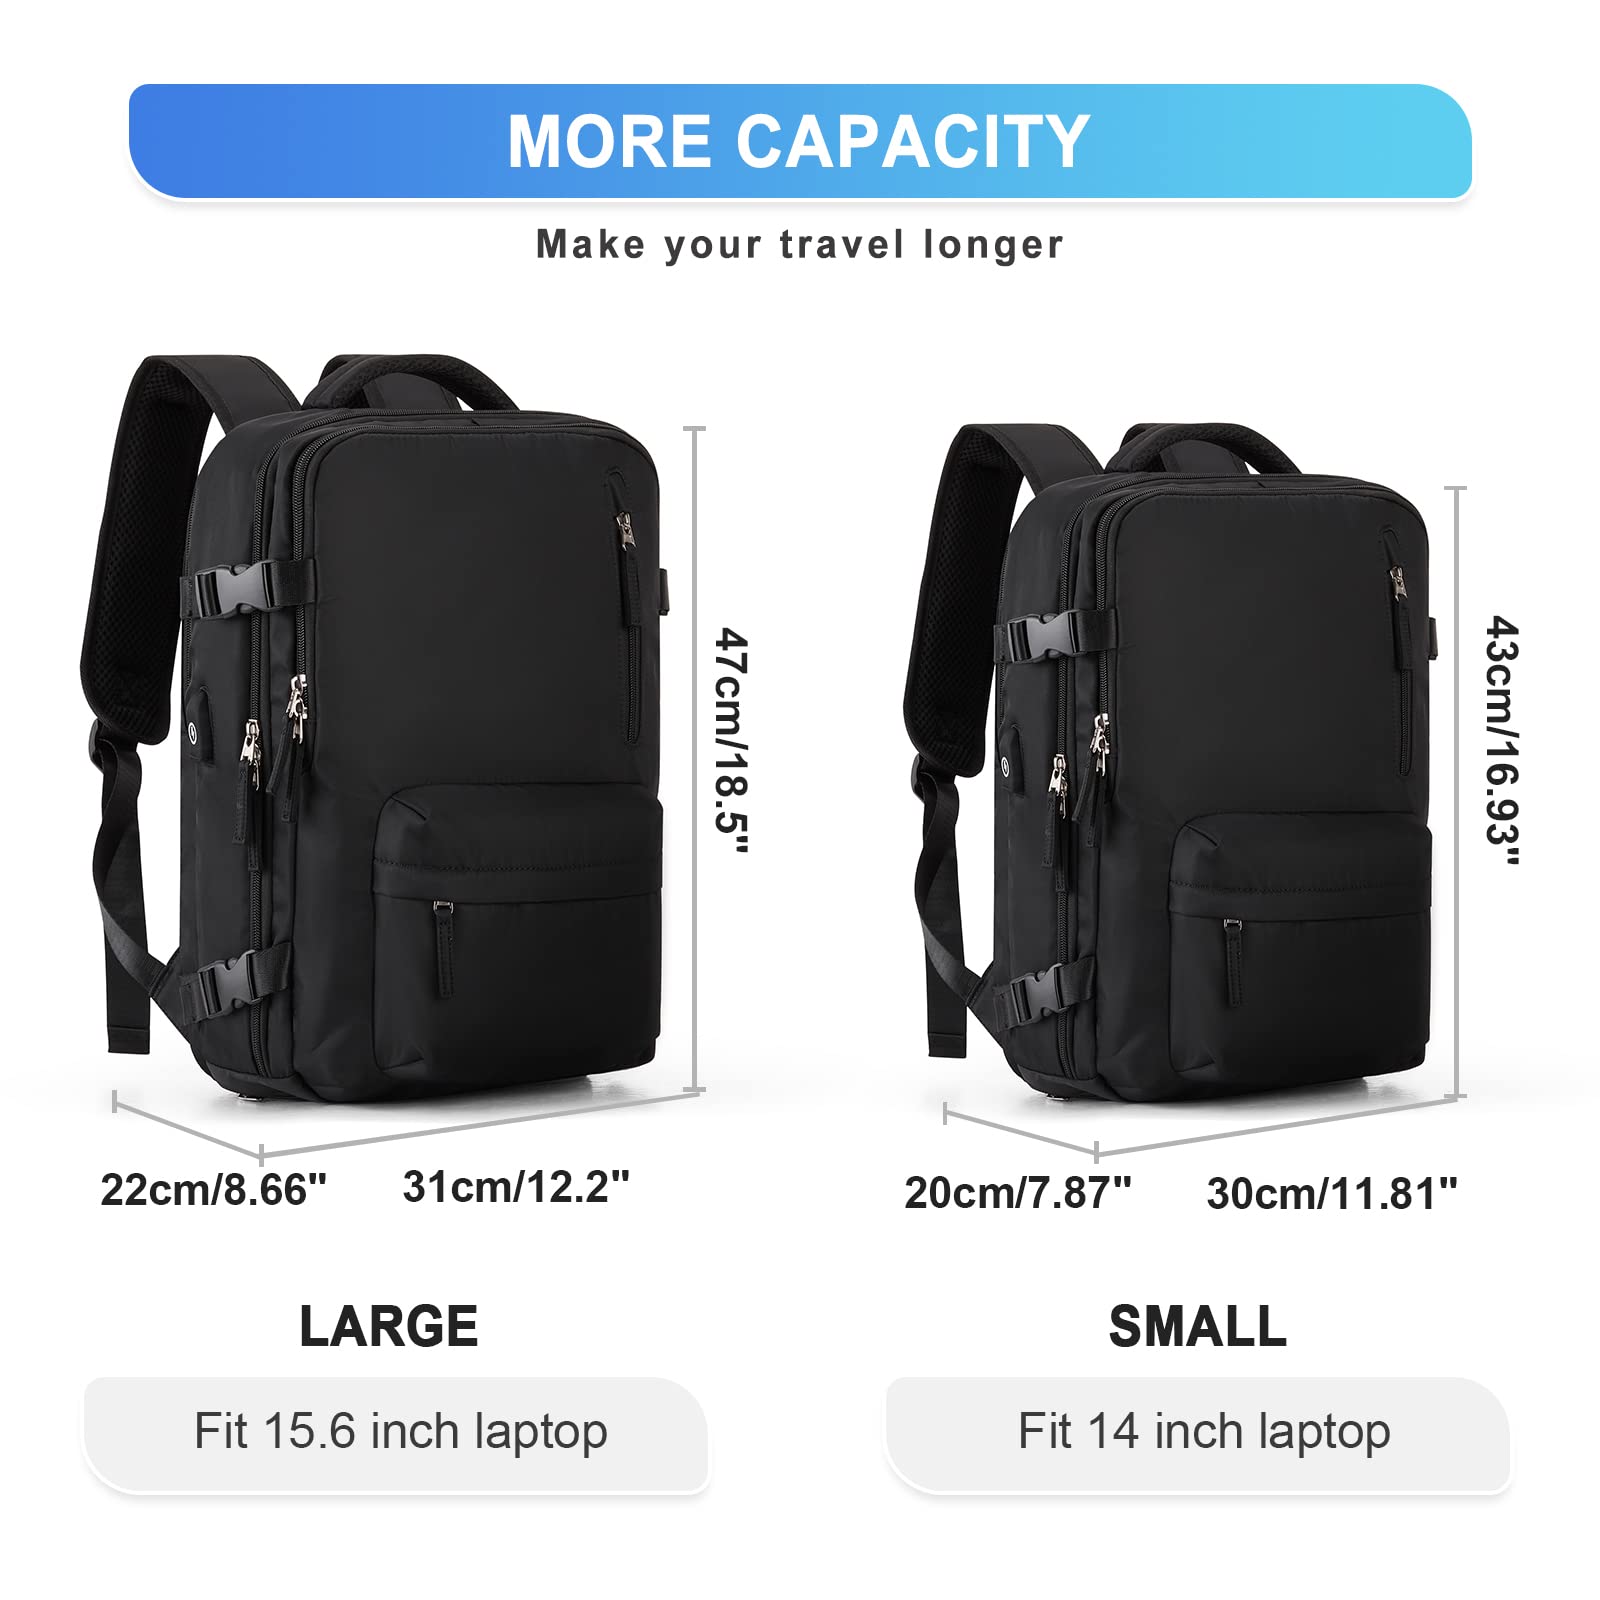 MORE CAPACITY
Make your travel longer
47cm/18.5"
43cm/16.93"
22cm/8.66"
31cm/12.2"
20cm/7.87"
30cm/11.81"
LARGE
SMALL
Fit 15.6 inch laptop
Fit 14 inch laptop